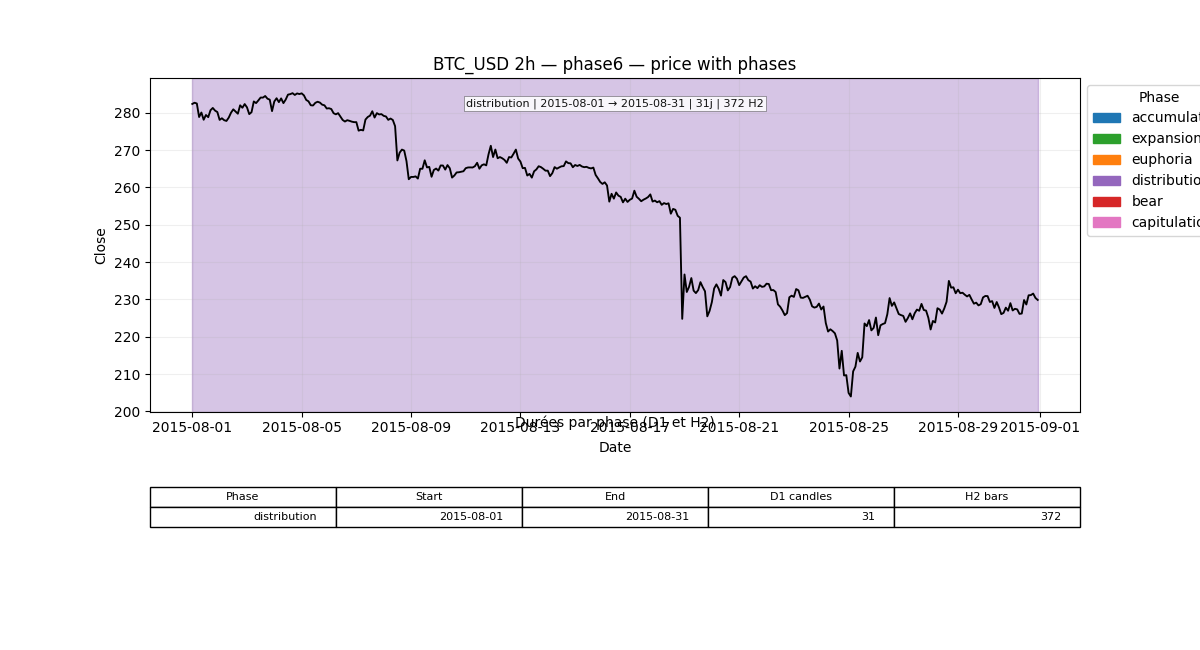 BTC_USD 2h — phase6 — price with phases
distribution | 2015-08-01 → 2015-08-31 | 31j | 372 H2
Close
280
270
260
250
240
230
220
210
200
Phase
accumulat
expansion
euphoria
distributio
bear
capitulatio
Durées par phase (D1 et H2)
2015-08-01 2015-08-05 2015-08-09 2015-08-13 2015-08-17 2015-08-21 2015-08-25 2015-08-29 2015-09-01
Date
Phase Start End D1 candles H2 bars
distribution 2015-08-01 2015-08-31 31 372